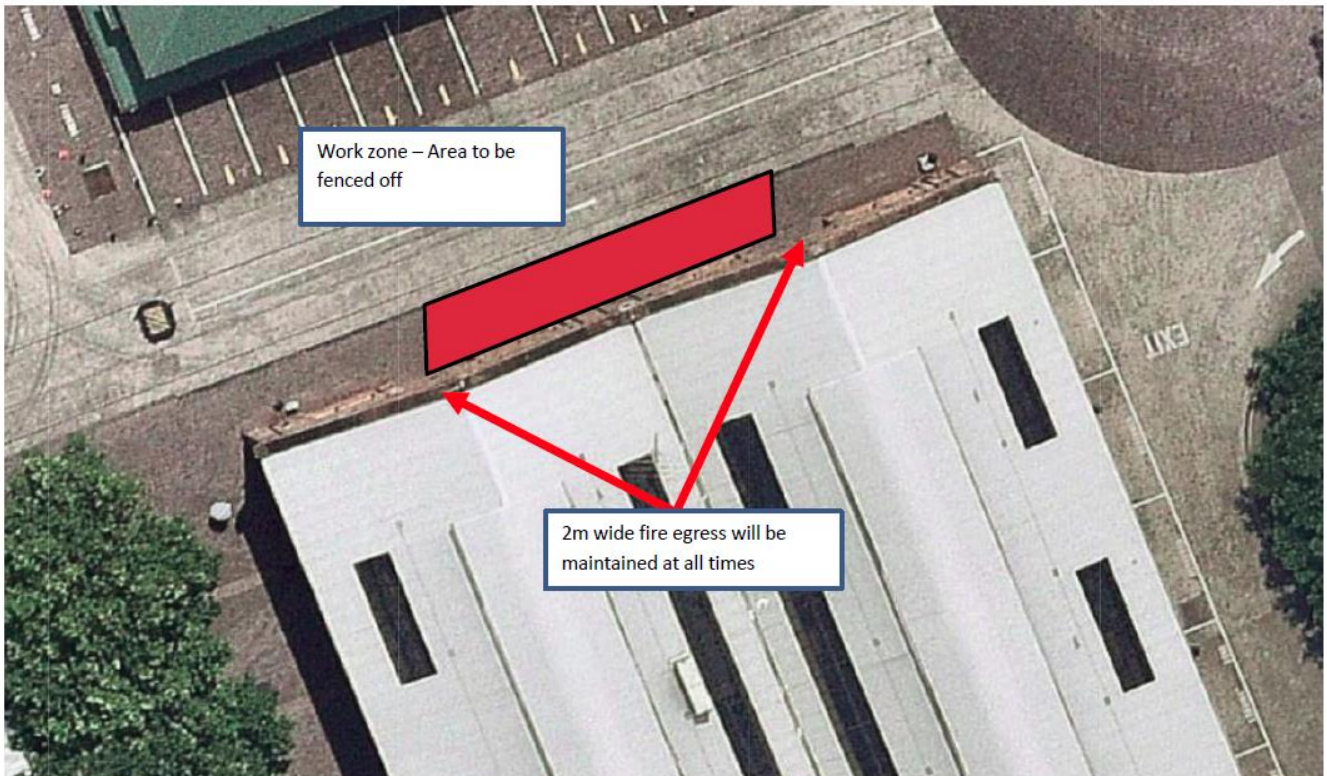 Work zone – Area to be
fenced off
EXIT
2m wide fire egress will be
maintained at all times